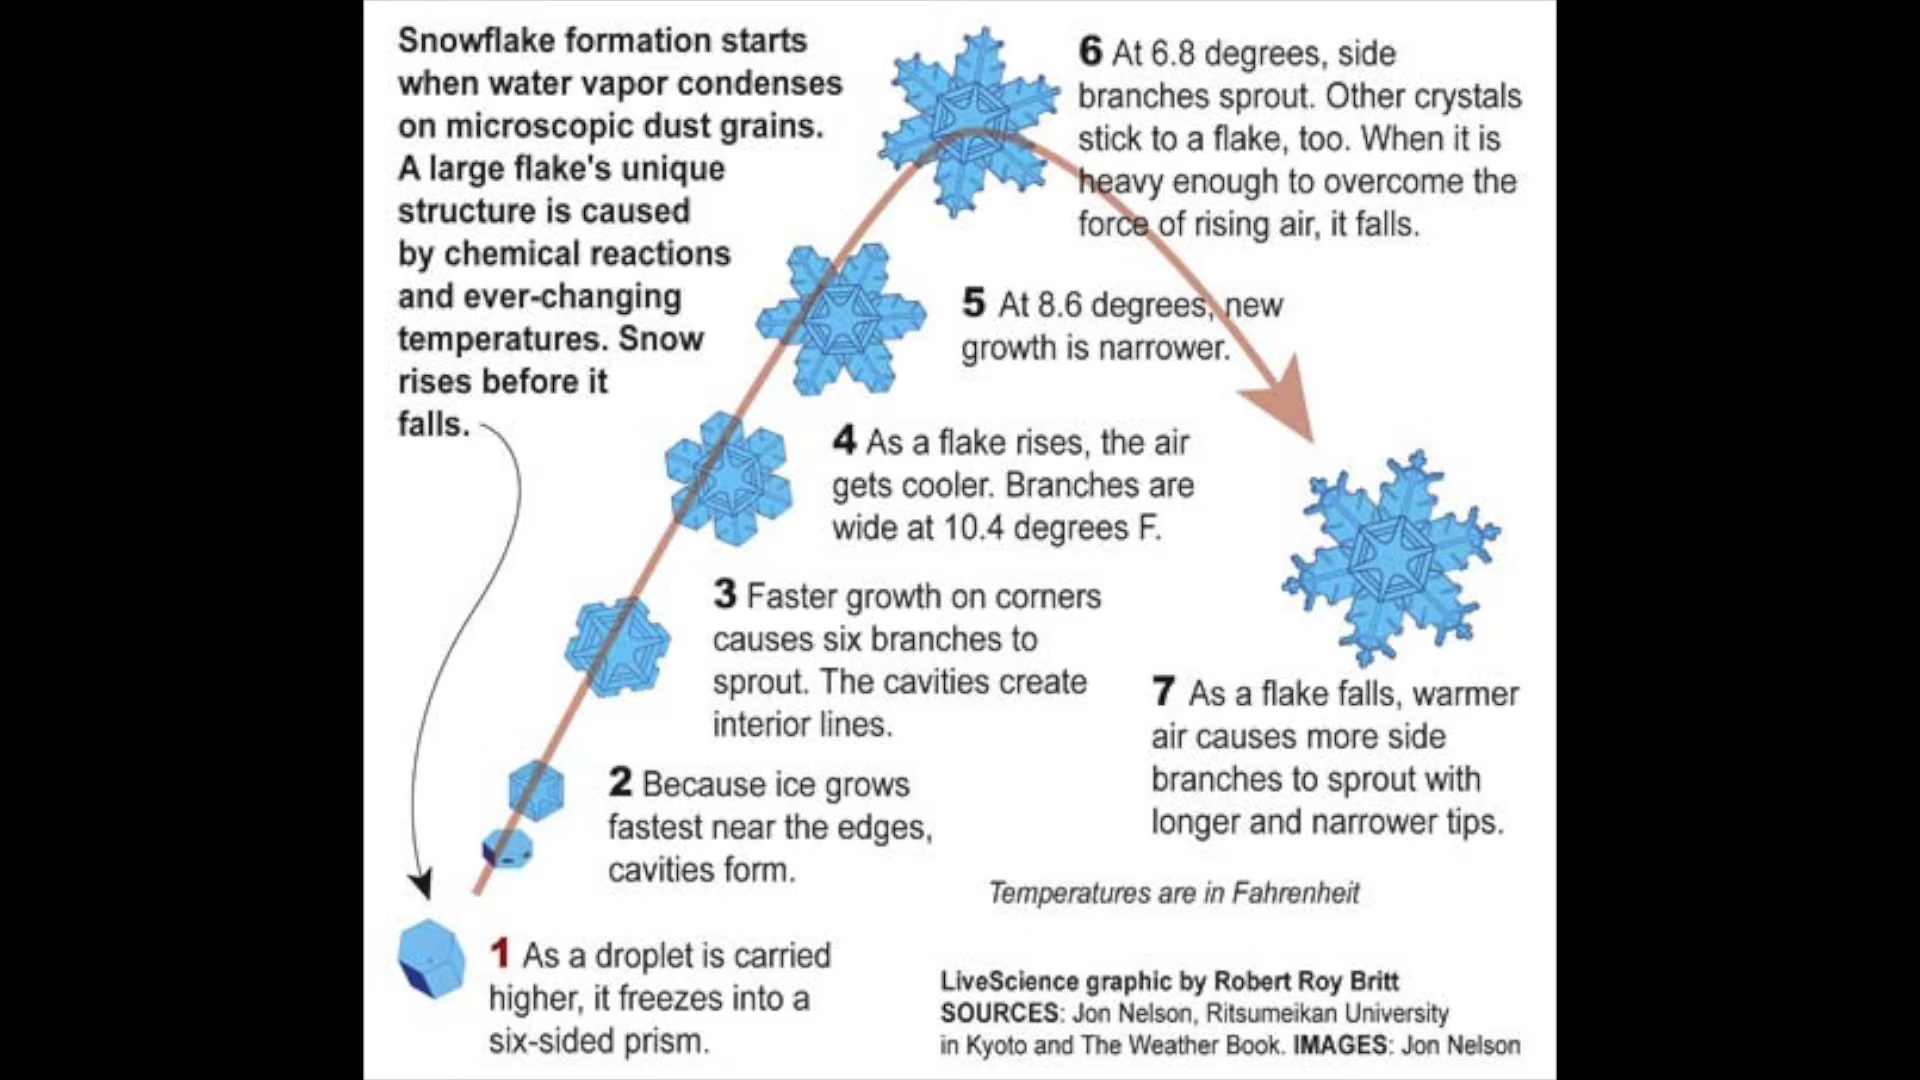 Snowflake formation starts
when water vapor condenses
on microscopic dust grains.
A large flake's unique
structure is caused
by chemical reactions
and ever-changing
temperatures. Snow
rises before it
falls.
1 As a droplet is carried
higher, it freezes into a
six-sided prism.
2 Because ice grows
fastest near the edges,
cavities form.
3 Faster growth on corners
causes six branches to
sprout. The cavities create
interior lines.
4 As a flake rises, the air
gets cooler. Branches are
wide at 10.4 degrees F.
5 At 8.6 degrees, new
growth is narrower.
6 At 6.8 degrees, side
branches sprout. Other crystals
stick to a flake, too. When it is
heavy enough to overcome the
force of rising air, it falls.
7 As a flake falls, warmer
air causes more side
branches to sprout with
longer and narrower tips.
Temperatures are in Fahrenheit
LiveScience graphic by Robert Roy Britt
SOURCES: Jon Nelson, Ritsumeikan University
in Kyoto and The Weather Book. IMAGES: Jon Nelson